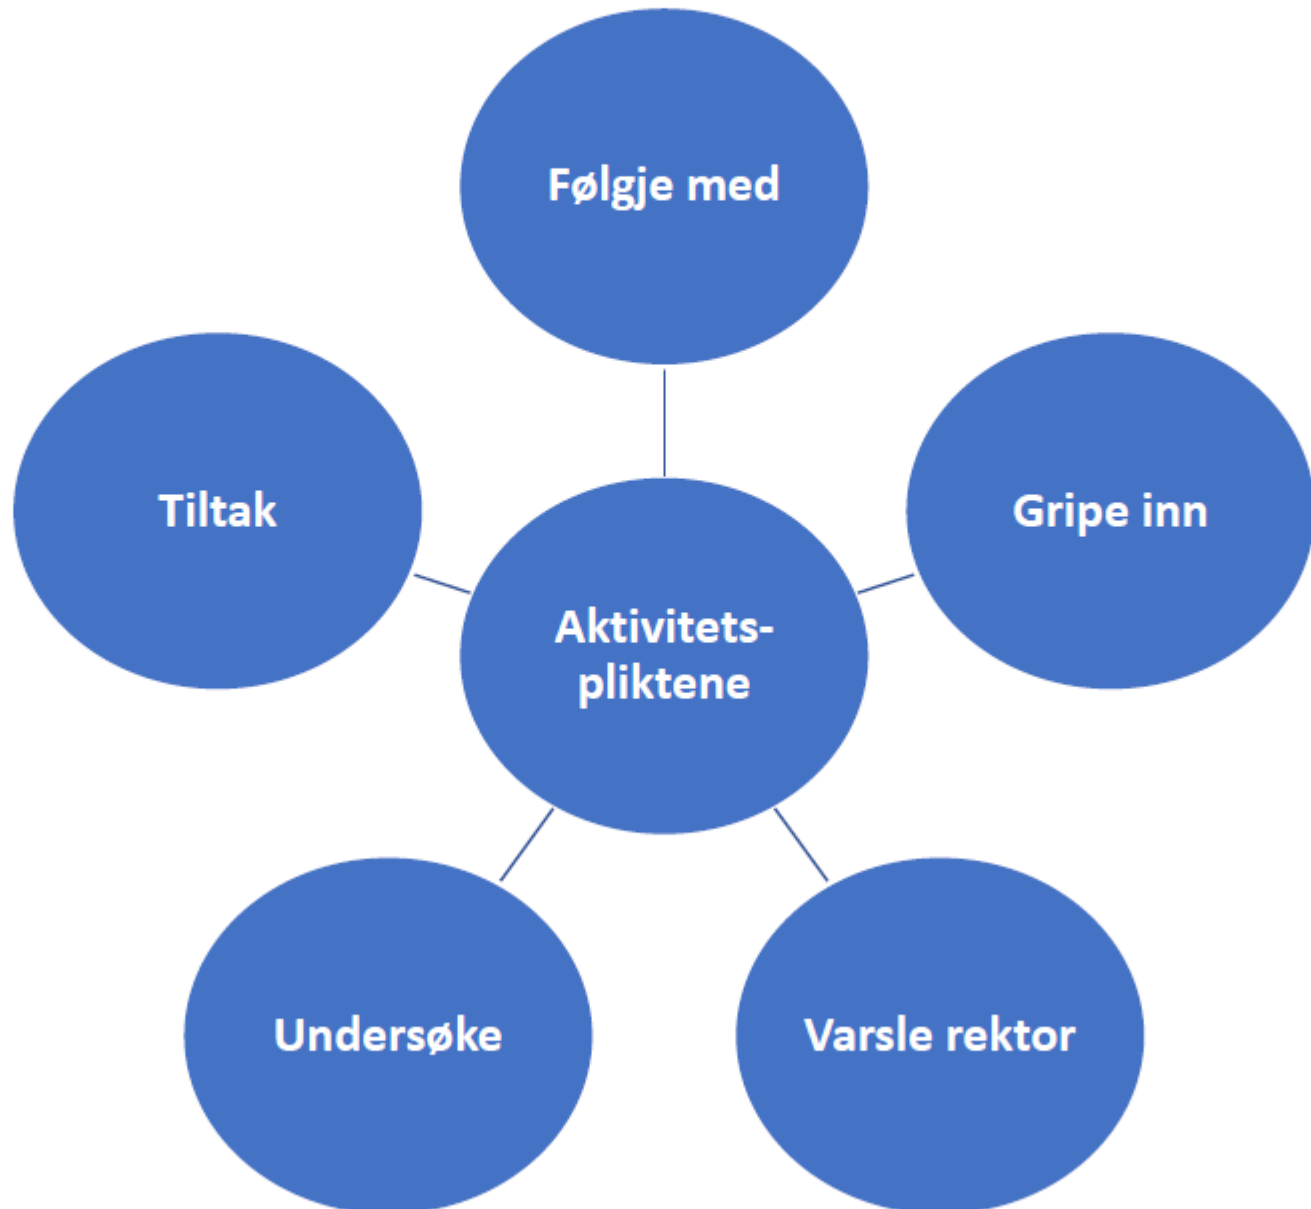 Følgje med
Tiltak
Gripe inn
Aktivitets-
pliktene
Undersøke
Varsle rektor